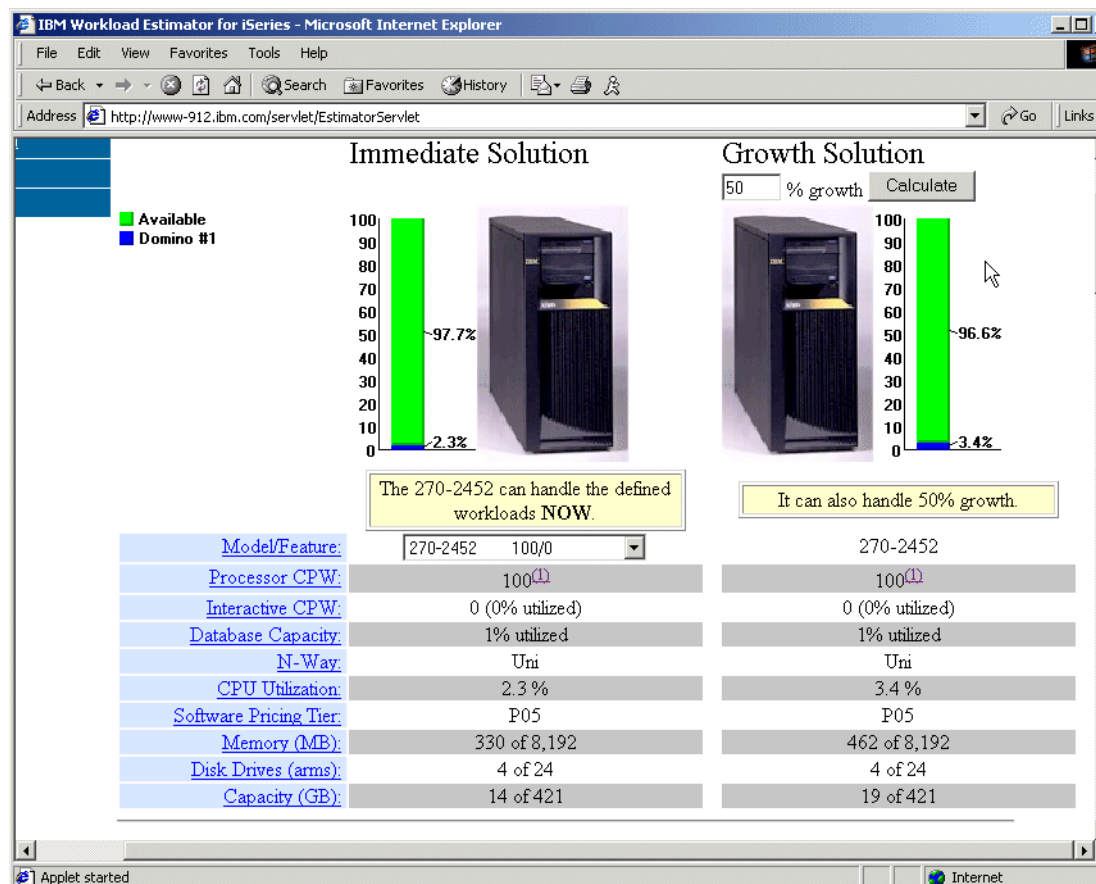 IBM Workload Estimator for iSeries - Microsoft Internet Explorer
File Edit View Favorites Tools Help
Back Search Favorites History
Address http://www-912.ibm.com/servlet/EstimatorServlet Go Links
Immediate Solution Growth Solution
50 % growth Calculate
Available
Domino #1
100
90
80
70
60
50
40
30
20
10
0
97.7%
2.3%
IBM
IBM
100
90
80
70
60
50
40
30
20
10
0
96.6%
3.4%
The 270-2452 can handle the defined
workloads NOW.
It can also handle 50% growth.
Model/Feature: 270-2452 100/0 270-2452
Processor CPW: 100(1) 100(1)
Interactive CPW: 0 (0% utilized) 0 (0% utilized)
Database Capacity: 1% utilized 1% utilized
N-Way: Uni Uni
CPU Utilization: 2.3 % 3.4 %
Software Pricing Tier: P05 P05
Memory (MB): 330 of 8,192 462 of 8,192
Disk Drives (arms): 4 of 24 4 of 24
Capacity (GB): 14 of 421 19 of 421
Applet started Internet